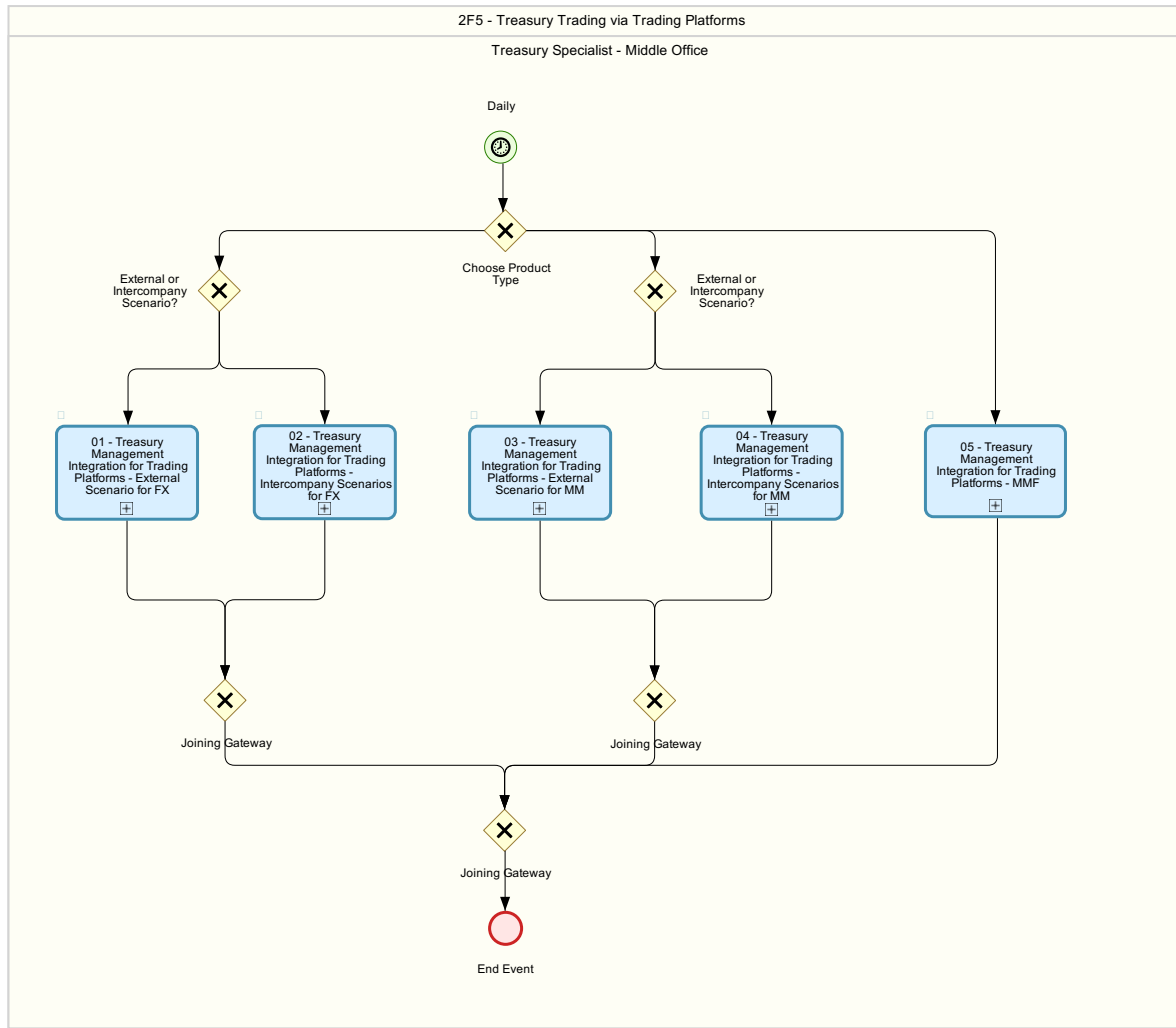 2F5 - Treasury Trading via Trading Platforms
Treasury Specialist - Middle Office
Daily
Choose Product
Type
External or
Intercompany
Scenario?
External or
Intercompany
Scenario?
01 - Treasury
Management
Integration for Trading
Platforms - External
Scenario for FX
02 - Treasury
Management
Integration for Trading
Platforms -
Intercompany Scenarios
for FX
03 - Treasury
Management
Integration for Trading
Platforms - External
Scenario for MM
04 - Treasury
Management
Integration for Trading
Platforms -
Intercompany Scenarios
for MM
05 - Treasury
Management
Integration for Trading
Platforms - MMF
Joining Gateway
Joining Gateway
Joining Gateway
End Event